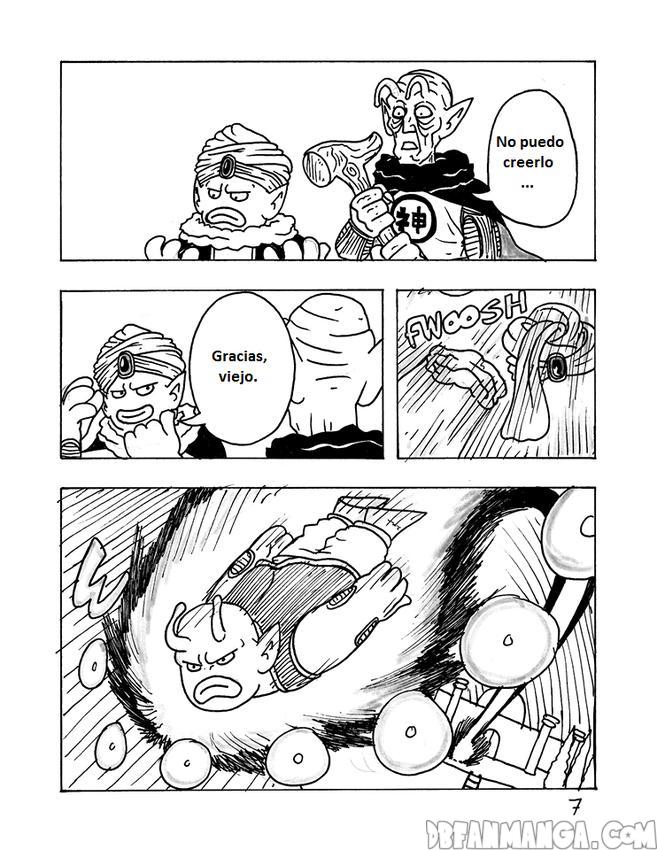 No puedo
creerlo
...
神
Gracias,
viejo.
FWOOSH
7
DBFANMANGA.COM